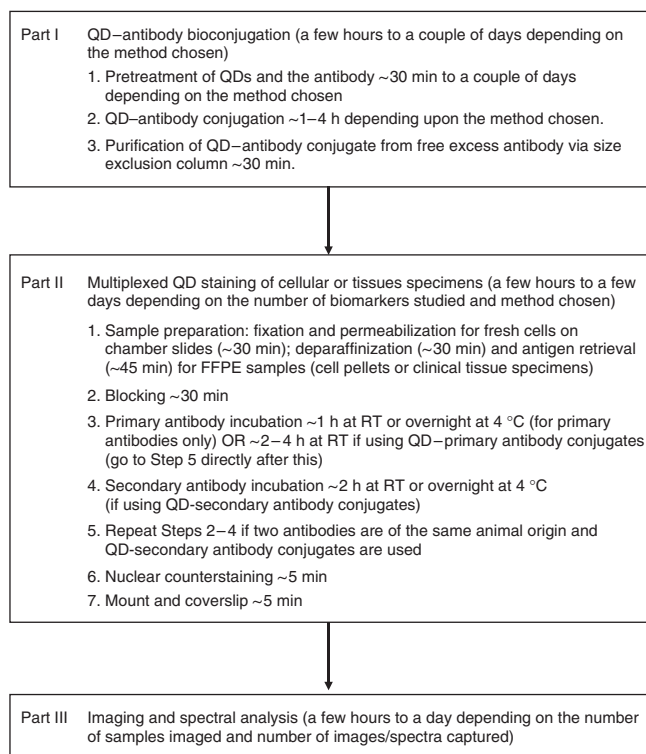 Part I QD–antibody bioconjugation (a few hours to a couple of days depending on
the method chosen)
1. Pretreatment of QDs and the antibody ~30 min to a couple of days
depending on the method chosen
2. QD–antibody conjugation ~1–4 h depending upon the method chosen.
3. Purification of QD–antibody conjugate from free excess antibody via size
exclusion column ~30 min.
Part II Multiplexed QD staining of cellular or tissues specimens (a few hours to a few
days depending on the number of biomarkers studied and method chosen)
1. Sample preparation: fixation and permeabilization for fresh cells on
chamber slides (~30 min); deparaffinization (~30 min) and antigen retrieval
(~45 min) for FFPE samples (cell pellets or clinical tissue specimens)
2. Blocking ~30 min
3. Primary antibody incubation ~1 h at RT or overnight at 4 °C (for primary
antibodies only) OR ~2–4 h at RT if using QD–primary antibody conjugates
(go to Step 5 directly after this)
4. Secondary antibody incubation ~2 h at RT or overnight at 4 °C
(if using QD-secondary antibody conjugates)
5. Repeat Steps 2–4 if two antibodies are of the same animal origin and
QD-secondary antibody conjugates are used
6. Nuclear counterstaining ~5 min
7. Mount and coverslip ~5 min
Part III Imaging and spectral analysis (a few hours to a day depending on the number
of samples imaged and number of images/spectra captured)